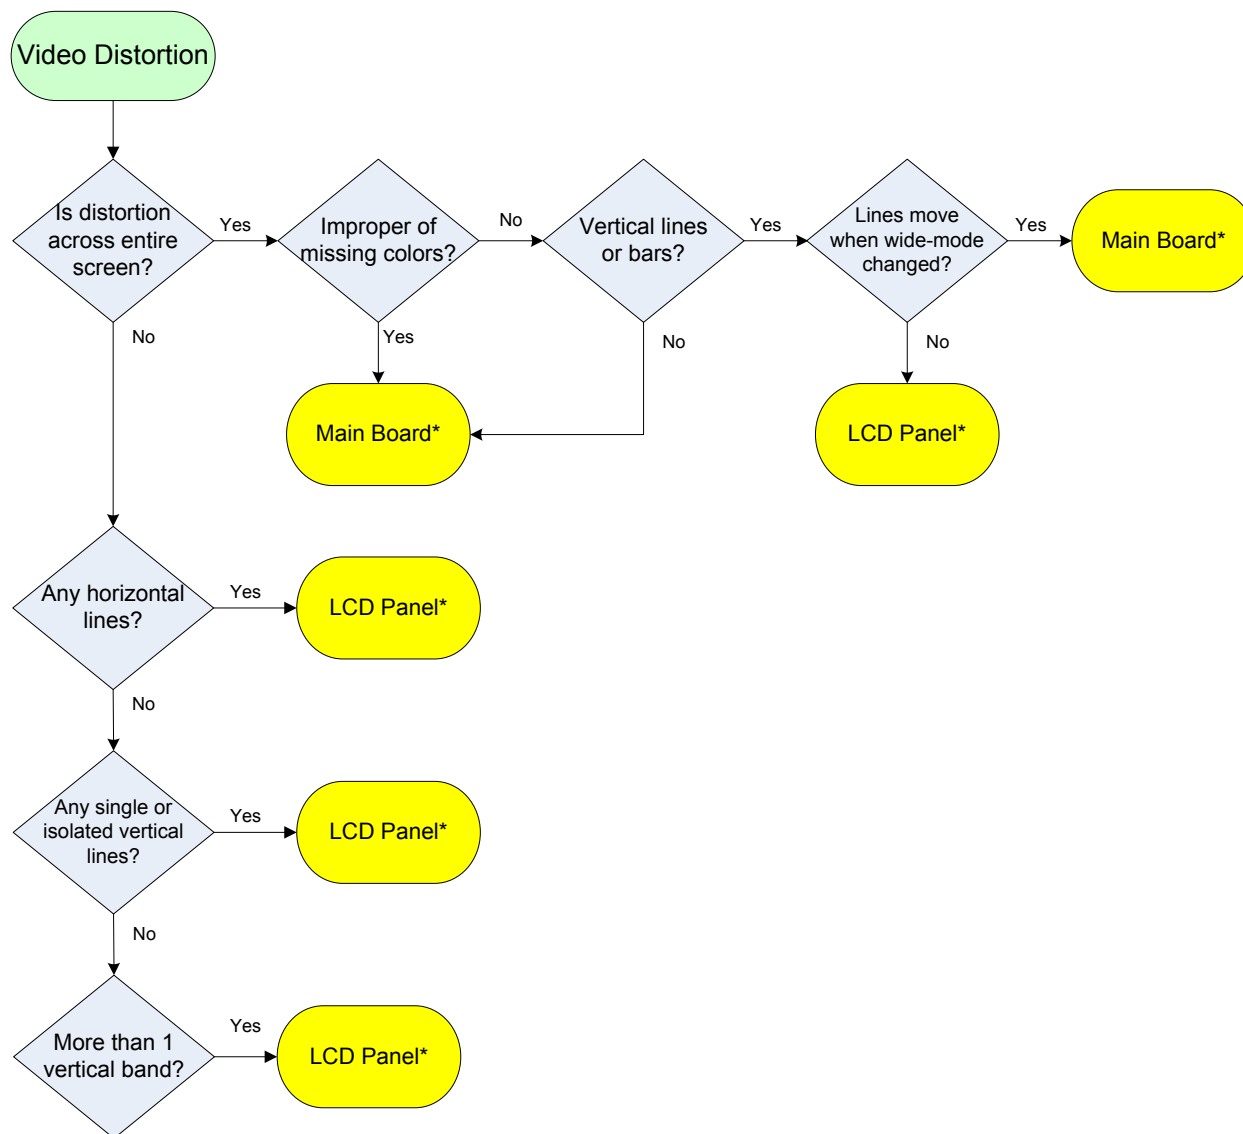 Video Distortion
Is distortion
across entire
screen?
Yes
Improper of
missing colors?
No
Vertical lines
or bars?
Yes
Lines move
when wide-mode
changed?
Yes
Main Board*
No
Yes
No
No
Main Board*
LCD Panel*
Any horizontal
lines?
Yes
LCD Panel*
No
Any single or
isolated vertical
lines?
Yes
LCD Panel*
No
More than 1
vertical band?
Yes
LCD Panel*